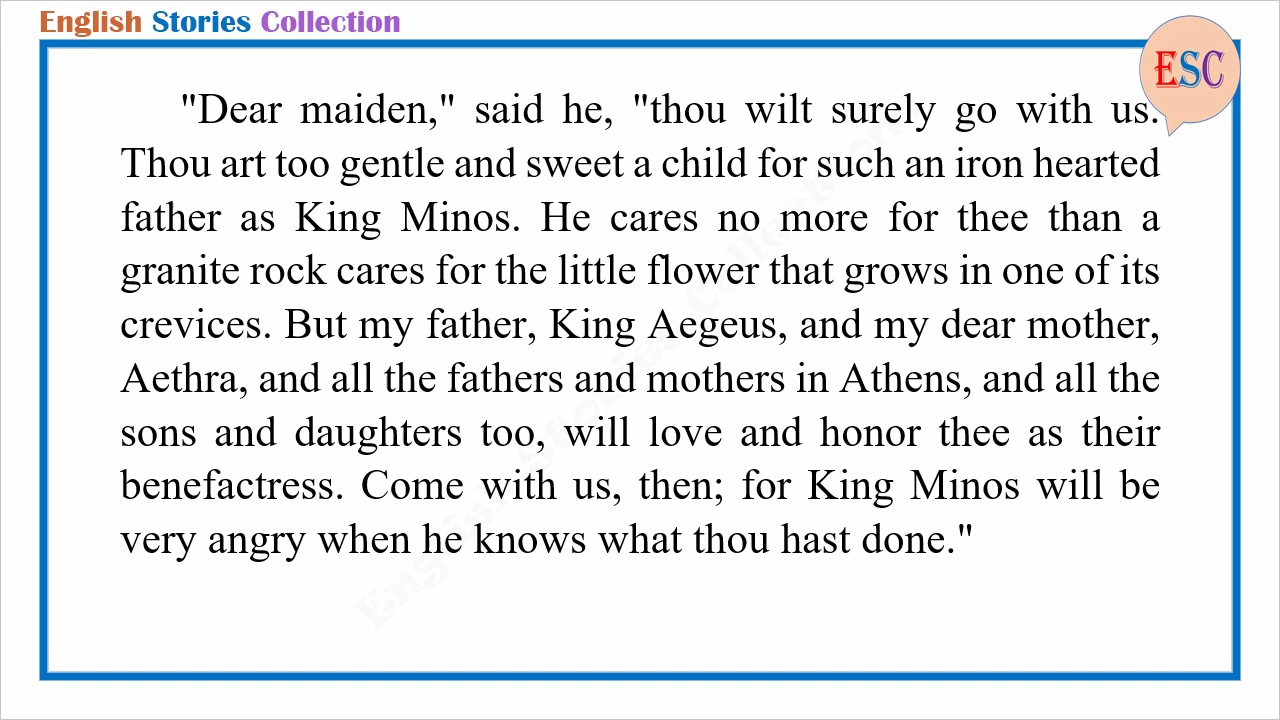 English Stories Collection
ESC
"Dear maiden," said he, "thou wilt surely go with us.
Thou art too gentle and sweet a child for such an iron hearted
father as King Minos. He cares no more for thee than a
granite rock cares for the little flower that grows in one of its
crevices. But my father, King Aegeus, and my dear mother,
Aethra, and all the fathers and mothers in Athens, and all the
sons and daughters too, will love and honor thee as their
benefactress. Come with us, then; for King Minos will be
very angry when he knows what thou hast done."
English Stories Collection